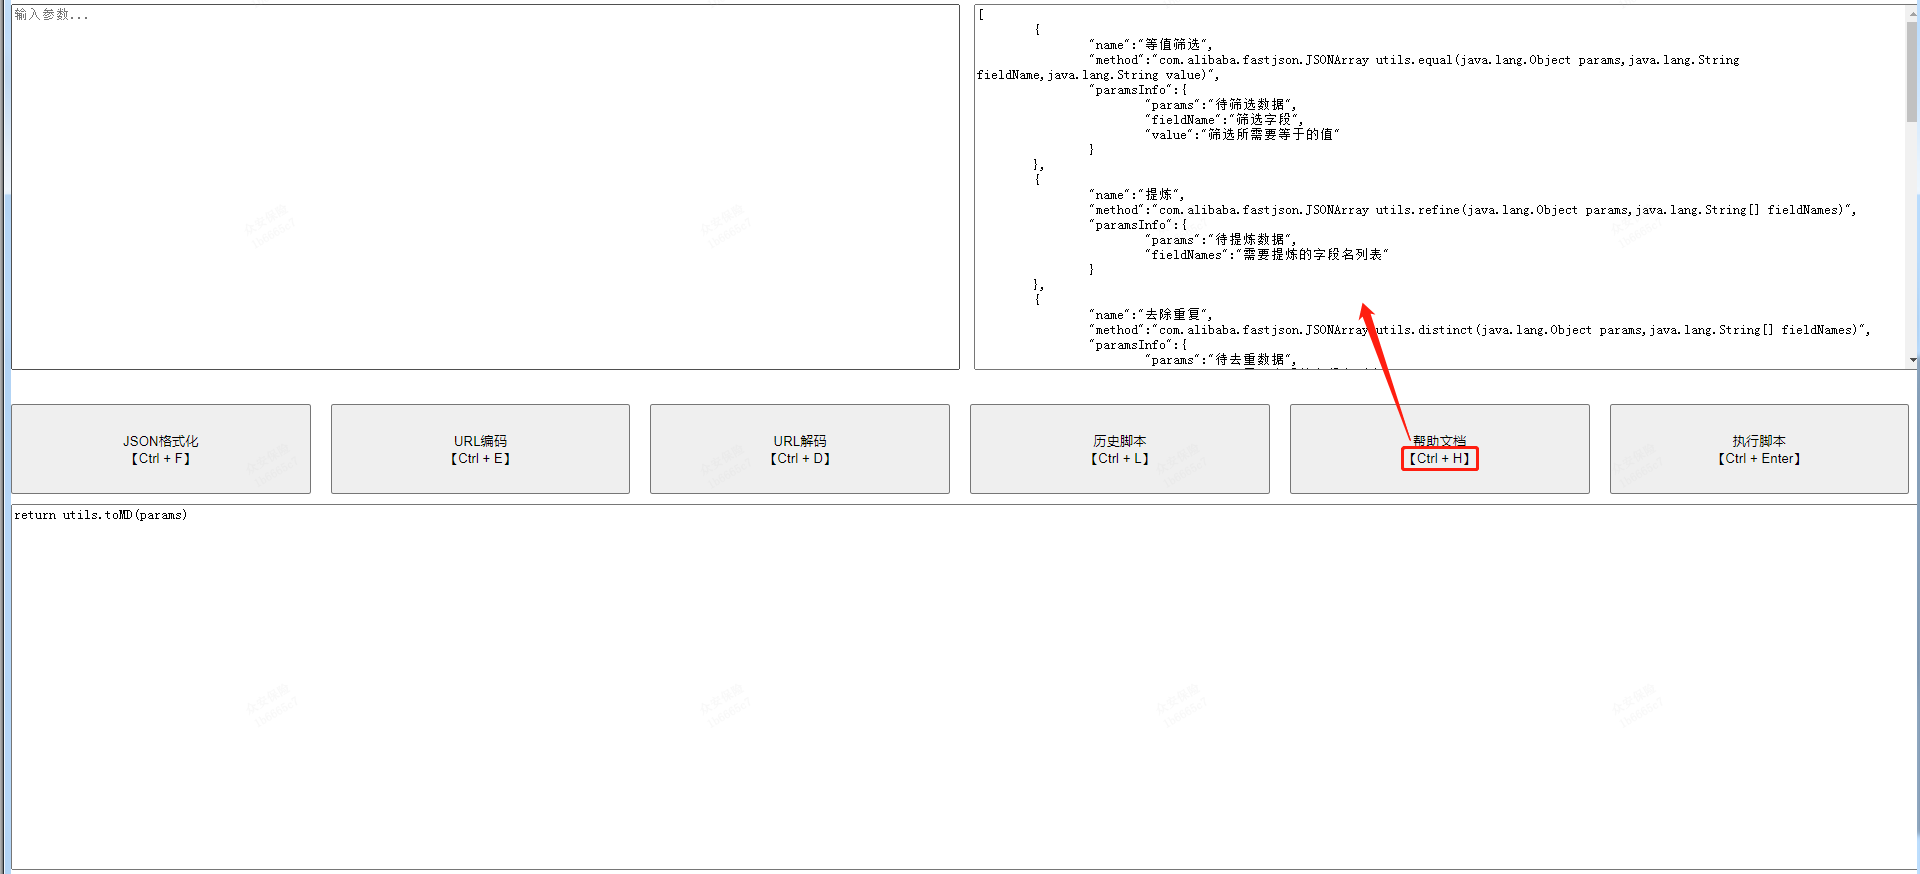 输入参数...
[
{
"name":"等值筛选",
"method":"com.alibaba.fastjson.JSONArray utils.equal(java.lang.Object params,java.lang.String
fieldName,java.lang.String value)",
"paramsInfo":{
"params":"待筛选数据",
"fieldName":"筛选字段",
"value":"筛选所需要等于的值"
}
},
{
"name":"提炼",
"method":"com.alibaba.fastjson.JSONArray utils.refine(java.lang.Object params,java.lang.String[] fieldNames)",
"paramsInfo":{
"params":"待提炼数据",
"fieldNames":"需要提炼的字段名列表"
}
},
{
"name":"去除重复",
"method":"com.alibaba.fastjson.JSONArray utils.distinct(java.lang.Object params,java.lang.String[] fieldNames)",
"paramsInfo":{
"params":"待去重数据",
JSON格式化
【Ctrl + F】
URL编码
【Ctrl + E】
URL解码
【Ctrl + D】
历史脚本
【Ctrl + L】
帮助文档
【Ctrl + H】
执行脚本
【Ctrl + Enter】
return utils.toMD(params)